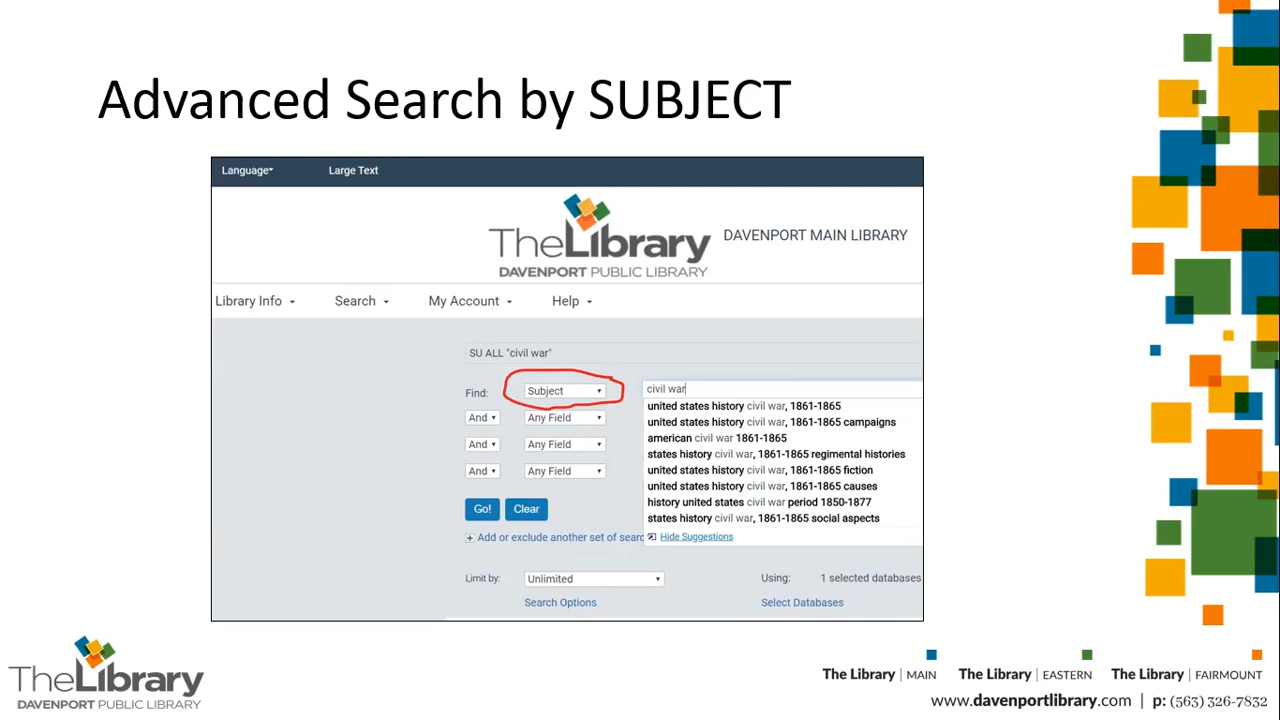 Advanced Search by SUBJECT
Language
Large Text
TheLibrary
DAVENPORT PUBLIC LIBRARY
DAVENPORT MAIN LIBRARY
Library Info
Search
My Account
Help
SU ALL "civil war"
Find:
Subject
civil war
And
Any Field
And
Any Field
And
Any Field
united states history civil war, 1861-1865
united states history civil war, 1861-1865 campaigns
american civil war 1861-1865
states history civil war, 1861-1865 regimental histories
united states history civil war, 1861-1865 fiction
united states history civil war, 1861-1865 causes
history united states civil war period 1850-1877
states history civil war, 1861-1865 social aspects
Hide Suggestions
Go!
Clear
Add or exclude another set of searc
Limit by:
Unlimited
Using:
1 selected databases
Search Options
Select Databases
TheLibrary
DAVENPORT PUBLIC LIBRARY
The Library | MAIN
The Library | EASTERN
The Library | FAIRMOUNT
www.davenportlibrary.com | p: (563) 326-7832